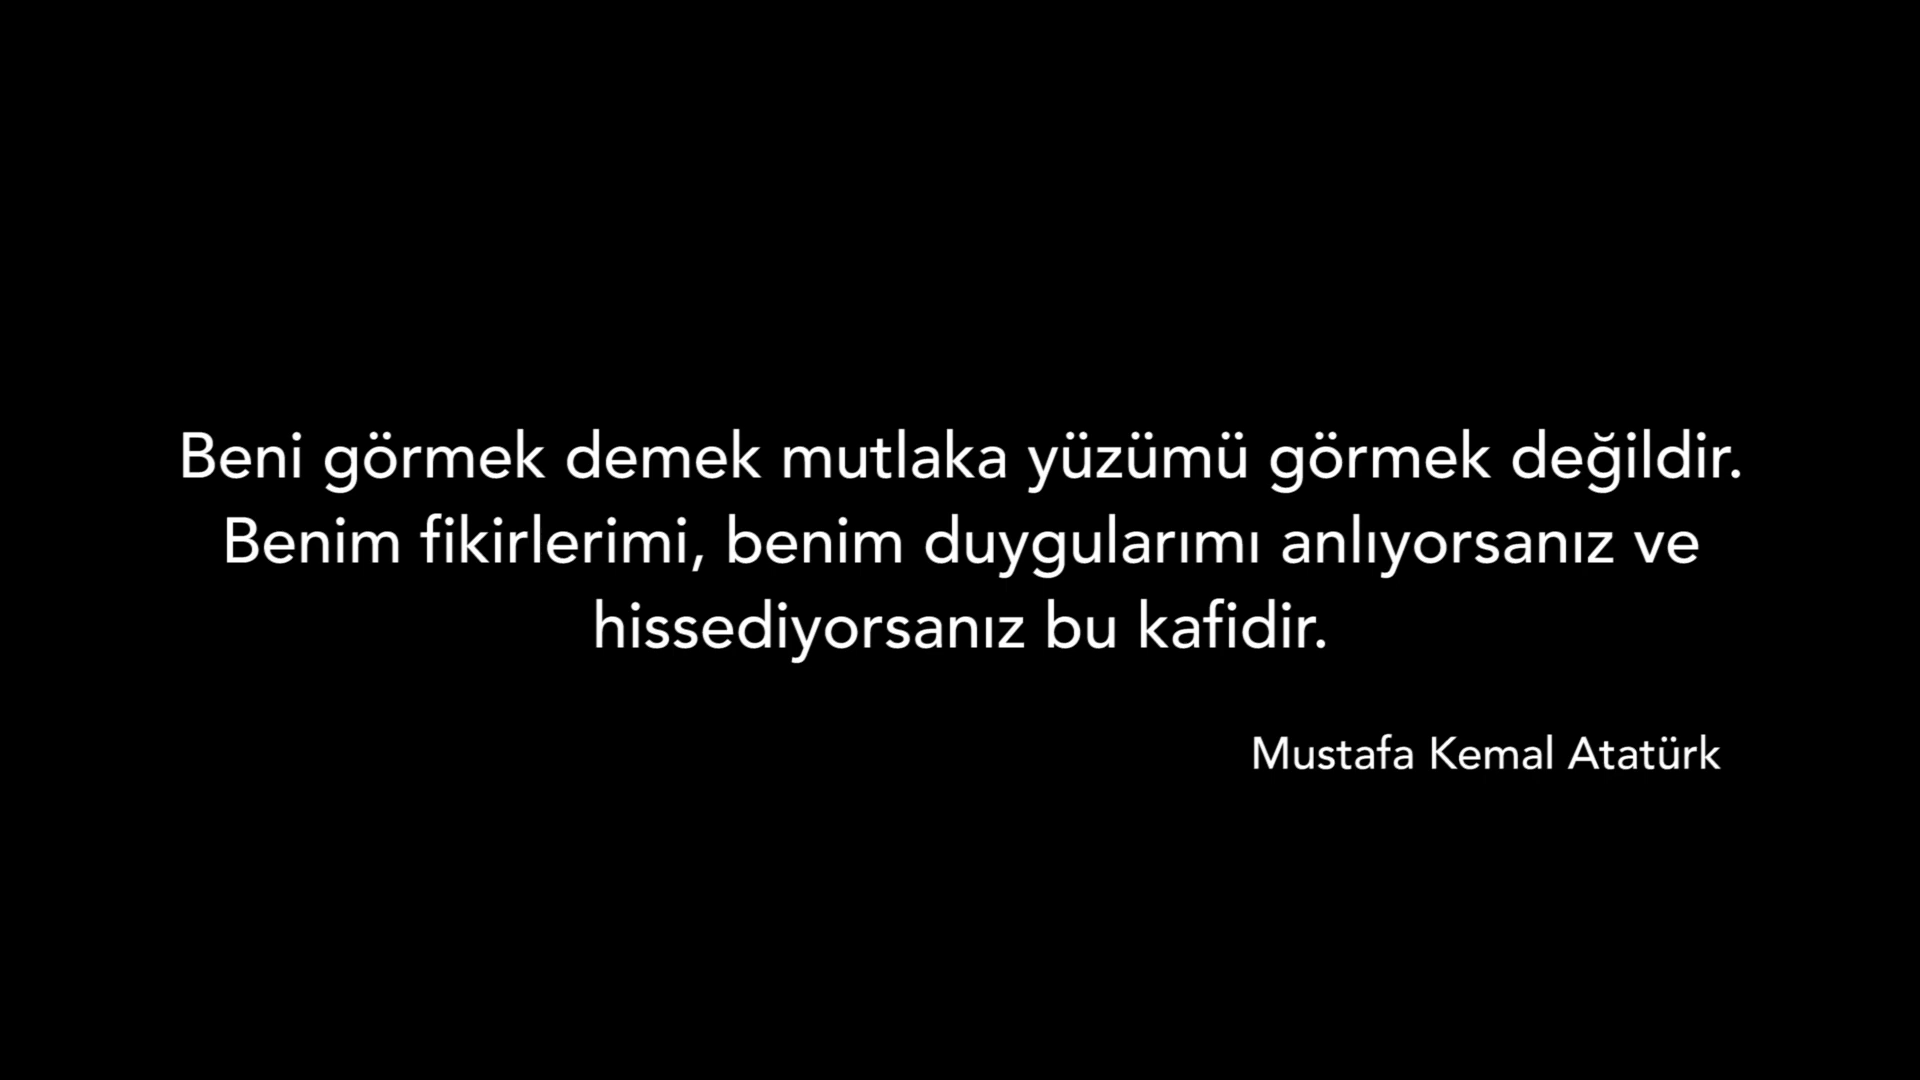 Beni görmek demek mutlaka yüzümü görmek değildir.
Benim fikirlerimi, benim duygularımı anlıyorsanız ve
hissediyorsanız bu kafidir.
Mustafa Kemal Atatürk